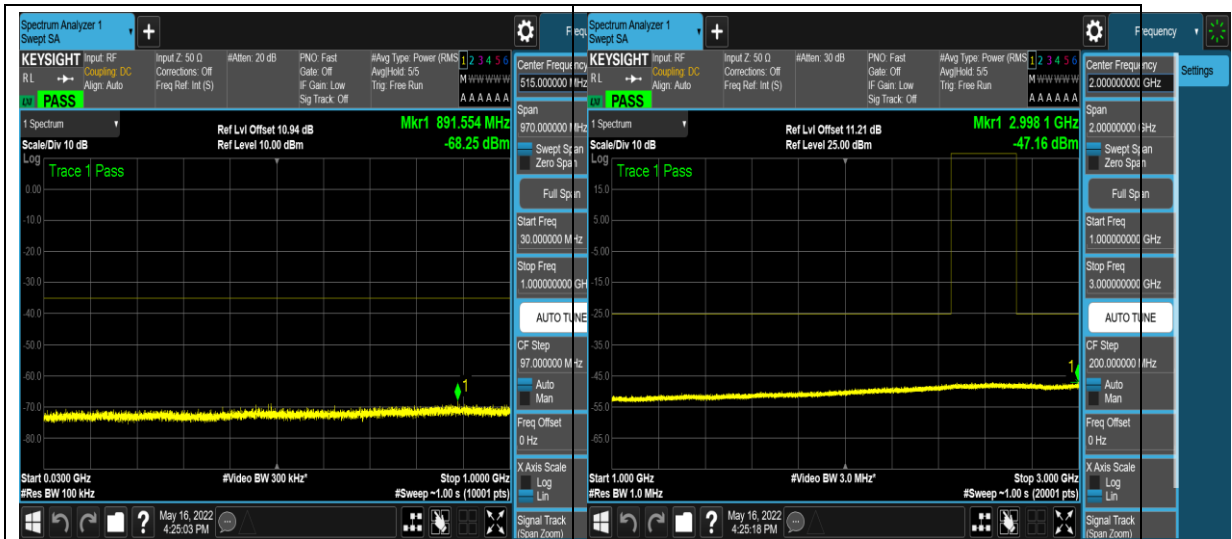 Spectrum Analyzer 1
Swept SA
+
KEYSIGHT
RL
Input: RF
Coupling: DC
Align: Auto
Input Z: 50 Ω
Corrections: Off
Freq Ref: Int (S)
#Atten: 20 dB
PNO: Fast
Gate: Off
IF Gain: Low
Sig Track: Off
#Avg Type: Power (RMS
Avg|Hold: 5/5
Trig: Free Run
1 2 3 4 5 6
M W W W W W
A A A A A A
PASS
1 Spectrum
Scale/Div 10 dB
Ref Lvl Offset 10.94 dB
Ref Level 10.00 dBm
Mkr1 891.554 MHz
-68.25 dBm
Log
Trace 1 Pass
0.00
-10.0
-20.0
-30.0
-40.0
-50.0
-60.0
-70.0
-80.0
1
Start 0.0300 GHz
#Res BW 100 kHz
#Video BW 300 kHz*
Stop 1.0000 GHz
#Sweep ~1.00 s (10001 pts)
?
May 16, 2022
4:25:03 PM
Frequ
Center Frequency
515.000000 MHz
Span
970.000000 MHz
Swept Span
Zero Span
Full Span
Start Freq
30.000000 MHz
Stop Freq
1.000000000 GH
AUTO TUNE
CF Step
97.000000 MHz
Auto
Man
Freq Offset
0 Hz
X Axis Scale
Log
Lin
Signal Track
(Span Zoom)
Spectrum Analyzer 1
Swept SA
+
KEYSIGHT
RL
Input: RF
Coupling: DC
Align: Auto
Input Z: 50 Ω
Corrections: Off
Freq Ref: Int (S)
#Atten: 30 dB
PNO: Fast
Gate: Off
IF Gain: Low
Sig Track: Off
#Avg Type: Power (RMS
Avg|Hold: 5/5
Trig: Free Run
1 2 3 4 5 6
M W W W W W
A A A A A A
PASS
1 Spectrum
Scale/Div 10 dB
Ref Lvl Offset 11.21 dB
Ref Level 25.00 dBm
Mkr1 2.998 1 GHz
-47.16 dBm
Log
Trace 1 Pass
15.0
5.00
-5.00
-15.0
-25.0
-35.0
-45.0
-55.0
-65.0
1
Start 1.000 GHz
#Res BW 1.0 MHz
#Video BW 3.0 MHz*
Stop 3.000 GHz
#Sweep ~1.00 s (20001 pts)
?
May 16, 2022
4:25:18 PM
Frequency
Settings
Center Frequency
2.000000000 GHz
Span
2.00000000 GHz
Swept Span
Zero Span
Full Span
Start Freq
1.000000000 GHz
Stop Freq
3.000000000 GHz
AUTO TUNE
CF Step
200.000000 MHz
Auto
Man
Freq Offset
0 Hz
X Axis Scale
Log
Lin
Signal Track
(Span Zoom)